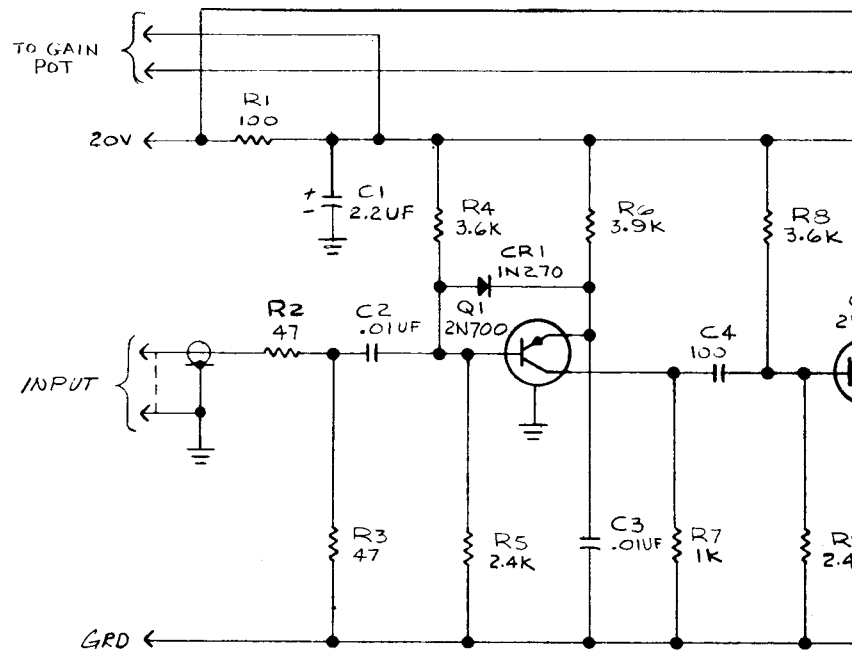 TO GAIN
POT
R1
100
20V
+
-
C1
2.2UF
R4
3.6K
R6
3.9K
R8
3.6K
CR1
1N270
Q1
2N700
R2
47
C2
.01UF
C4
100
INPUT
R3
47
R5
2.4K
C3
.01UF
R7
1K
2.4
GRD